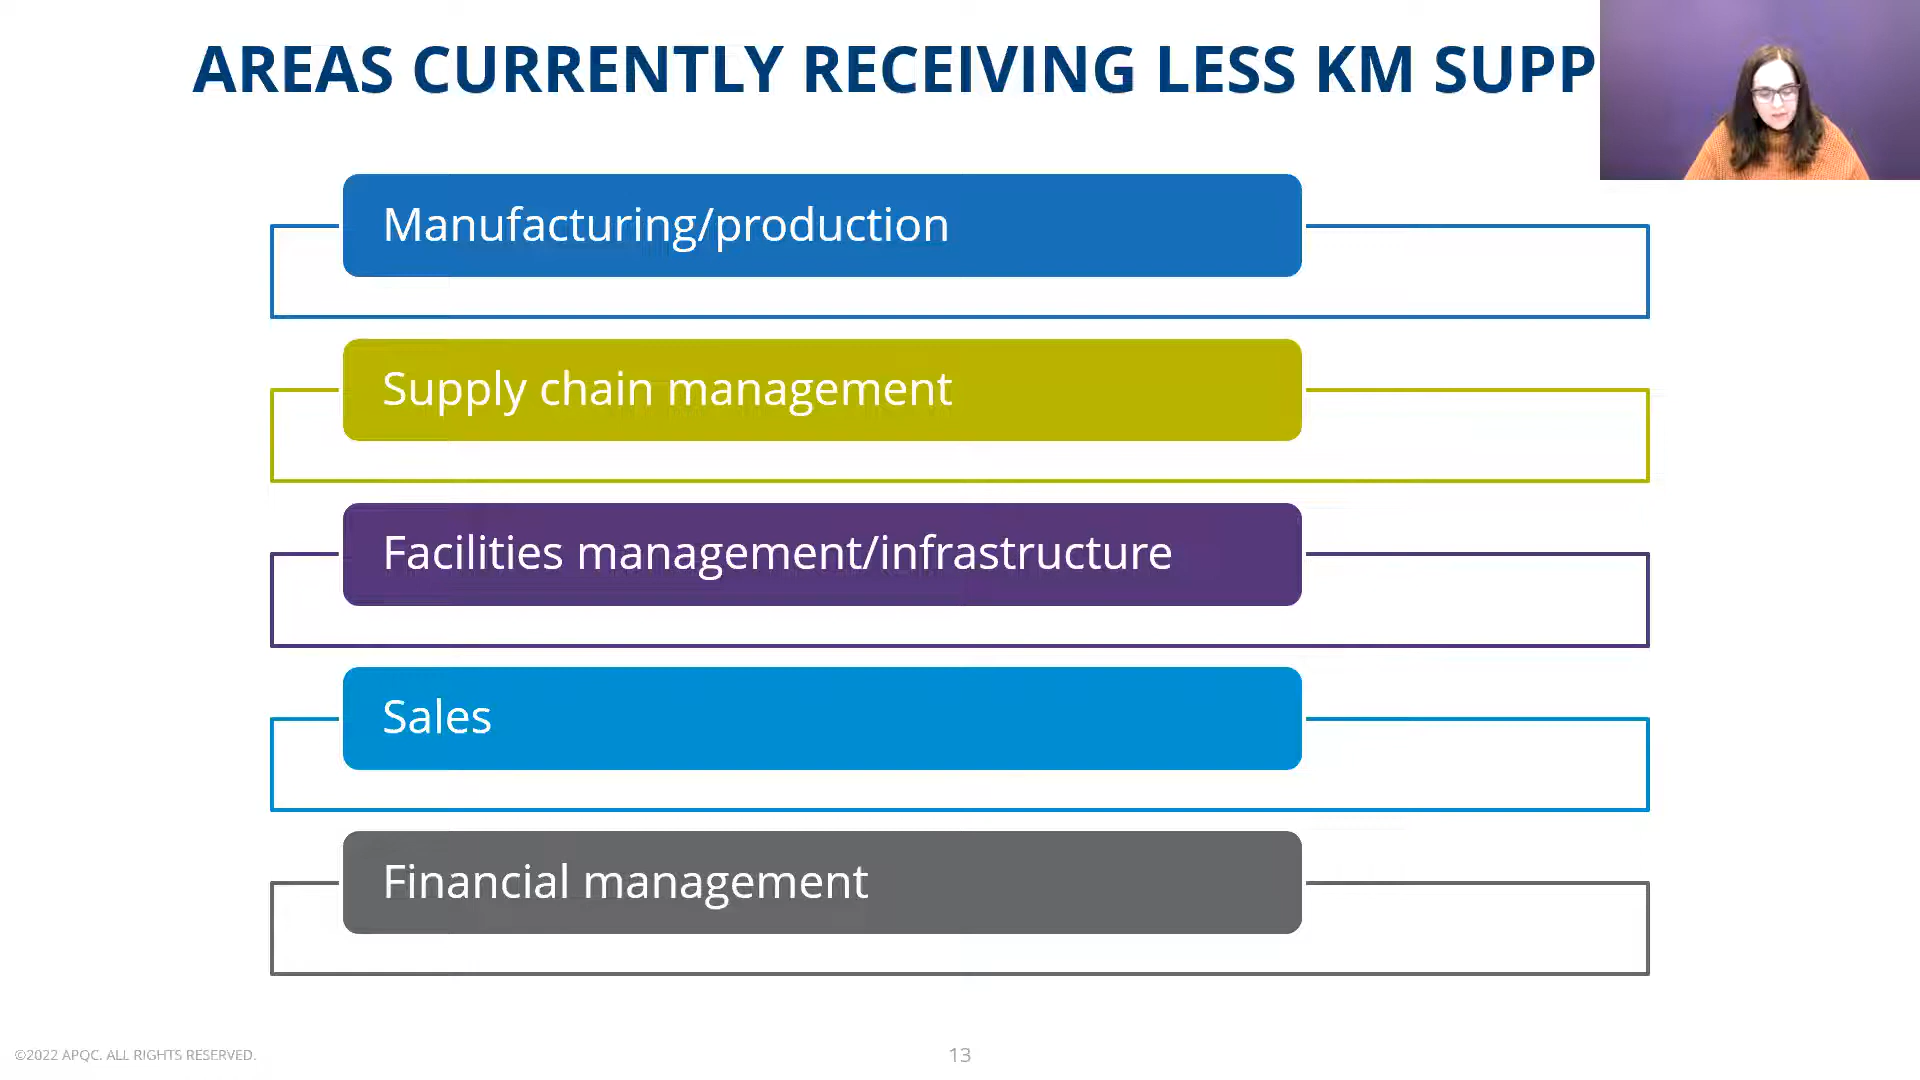 AREAS CURRENTLY RECEIVING LESS KM SUPP
Manufacturing/production
Supply chain management
Facilities management/infrastructure
Sales
Financial management
©2022 APQC. ALL RIGHTS RESERVED.
13